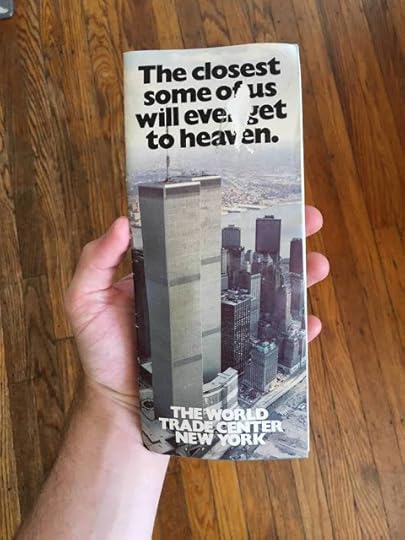 The closest
some of us
will ever get
to heaven.
THE WORLD
TRADE CENTER
NEW YORK